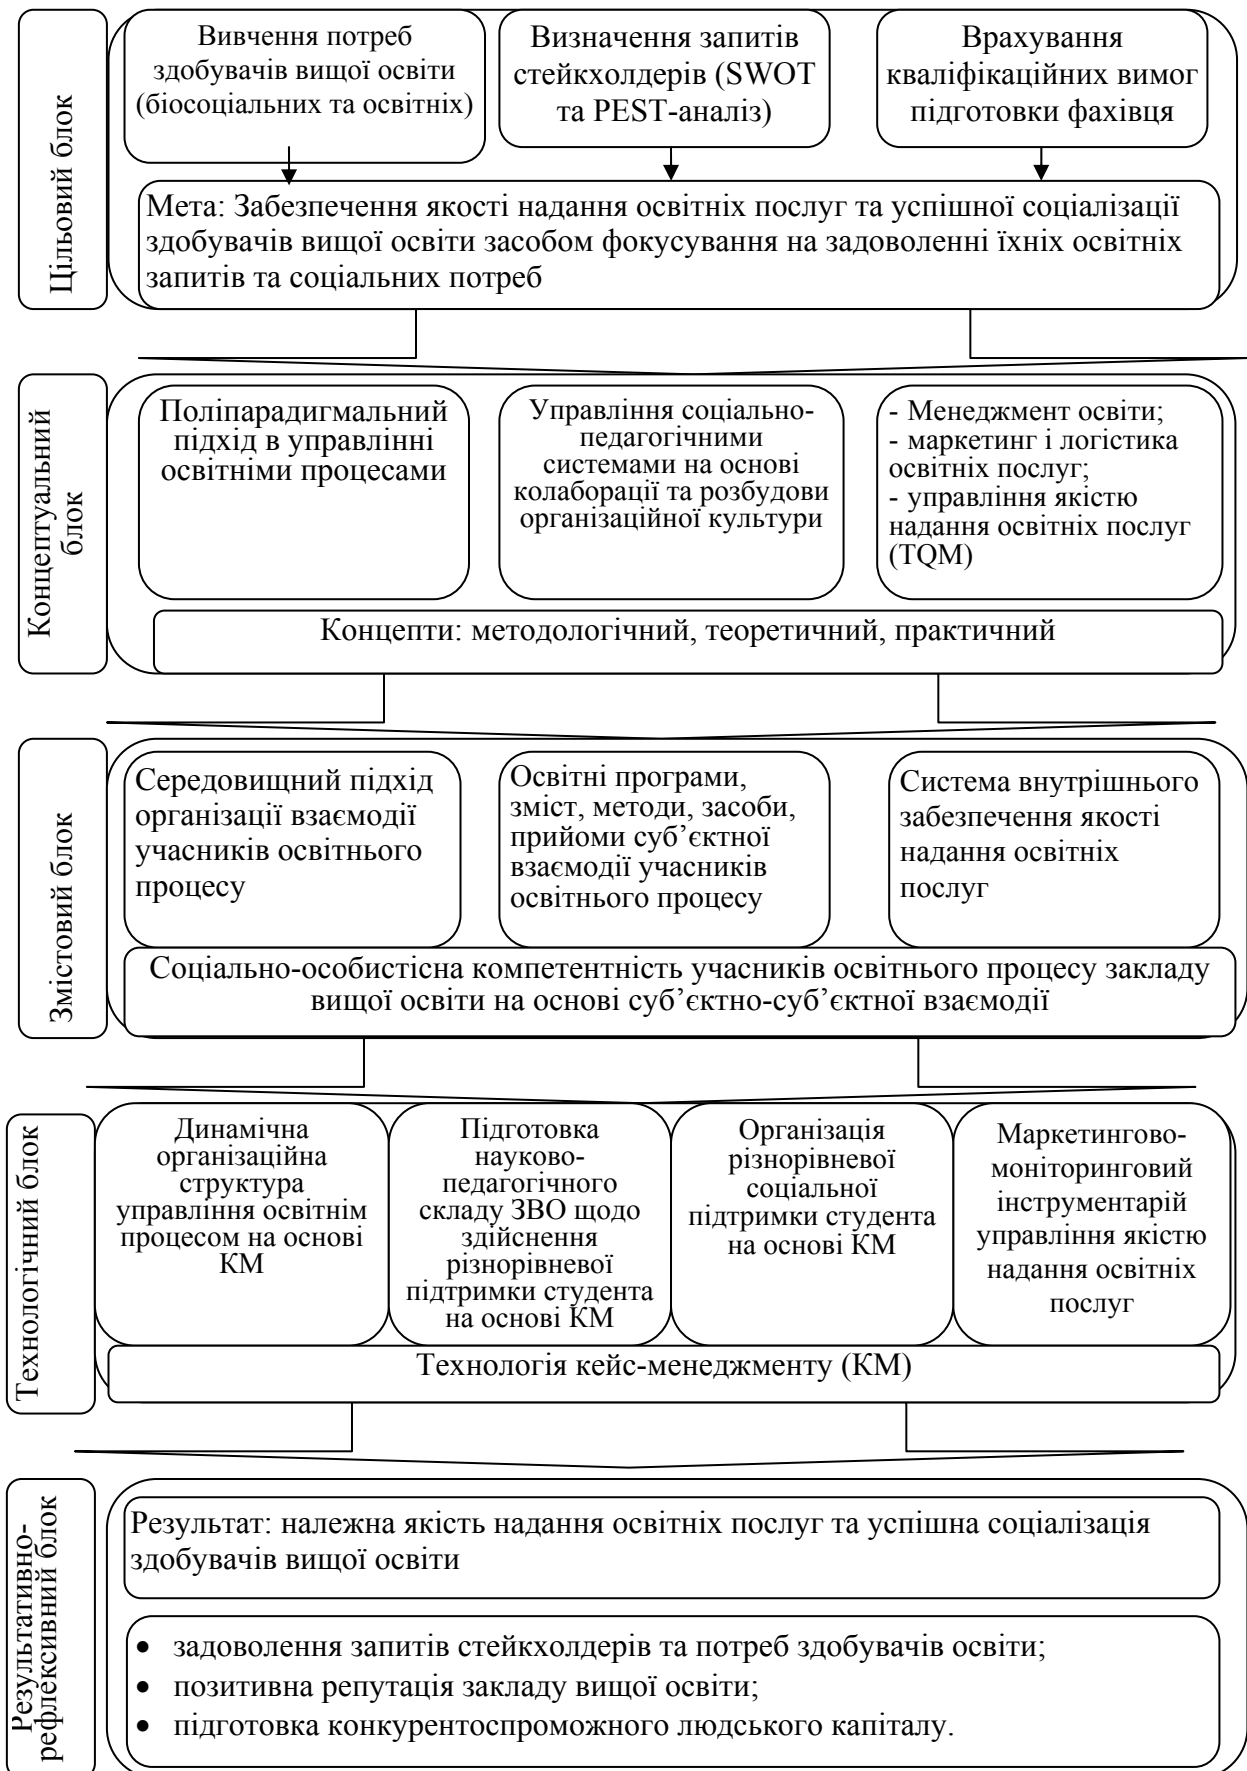 Цільовий блок
Вивчення потреб
здобувачів вищої освіти
(біосоціальних та освітніх)
Визначення запитів
стейкхолдерів (SWOT
та PEST-аналіз)
Врахування
кваліфікаційних вимог
підготовки фахівця
Мета: Забезпечення якості надання освітніх послуг та успішної соціалізації
здобувачів вищої освіти засобом фокусування на задоволенні їхніх освітніх
запитів та соціальних потреб
Концептуальний
блок
Поліпарадигмальний
підхід в управлінні
освітніми процесами
Управління соціально-
педагогічними
системами на основі
колаборації та розбудови
організаційної культури
- Менеджмент освіти;
- маркетинг і логістика
освітніх послуг;
- управління якістю
надання освітніх послуг
(TQM)
Концепти: методологічний, теоретичний, практичний
Змістовий блок
Середовищний підхід
організації взаємодії
учасників освітнього
процесу
Освітні програми,
зміст, методи, засоби,
прийоми суб’єктної
взаємодії учасників
освітнього процесу
Система внутрішнього
забезпечення якості
надання освітніх
послуг
Соціально-особистісна компетентність учасників освітнього процесу закладу
вищої освіти на основі суб’єктно-суб’єктної взаємодії
Технологічний блок
Динамічна
організаційна
структура
управління освітнім
процесом на основі
КМ
Підготовка
науково-
педагогічного
складу ЗВО щодо
здійснення
різнорівневої
підтримки студента
на основі КМ
Організація
різнорівневої
соціальної
підтримки студента
на основі КМ
Маркетингово-
моніторинговий
інструментарій
управління якістю
надання освітніх
послуг
Технологія кейс-менеджменту (КМ)
Результативно-
рефлексивний блок
Результат: належна якість надання освітніх послуг та успішна соціалізація
здобувачів вищої освіти
• задоволення запитів стейкхолдерів та потреб здобувачів освіти;
• позитивна репутація закладу вищої освіти;
• підготовка конкурентоспроможного людського капіталу.